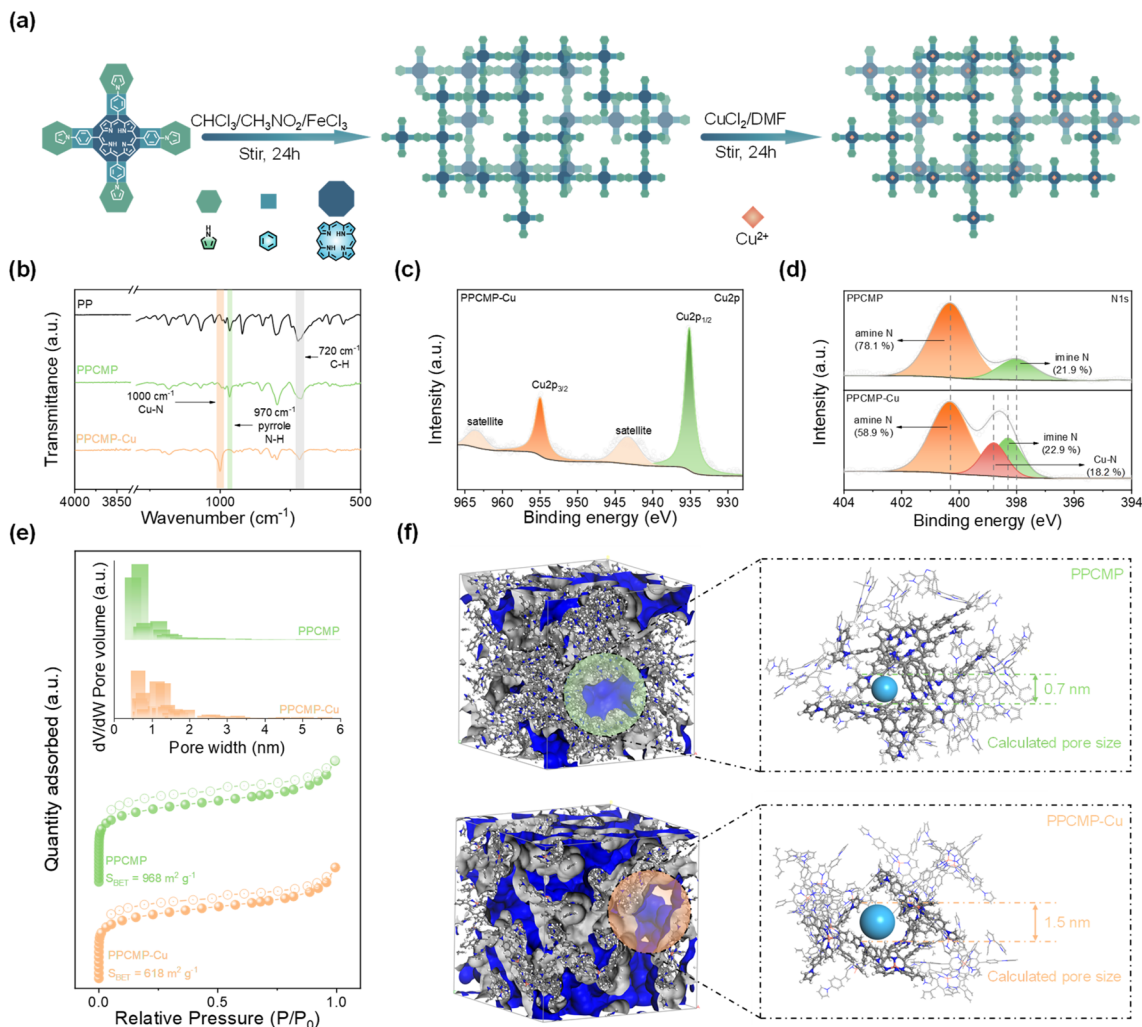 (a)
CHCl₃/CH₃NO₂/FeCl₃
Stir, 24h
CuCl₂/DMF
Stir, 24h
Cu²⁺
(b)
Transmittance (a.u.)
PP
PPCMP
PPCMP-Cu
720 cm⁻¹
C-H
1000 cm⁻¹
Cu-N
970 cm⁻¹
pyrrole
N-H
4000 3850 1000 500
Wavenumber (cm⁻¹)
(c)
PPCMP-Cu
Cu2p
Intensity (a.u.)
Cu2p₁/₂
Cu2p₃/₂
satellite
satellite
965 960 955 950 945 940 935 930
Binding energy (eV)
(d)
PPCMP
N1s
Intensity (a.u.)
amine N
(78.1 %)
imine N
(21.9 %)
PPCMP-Cu
amine N
(58.9 %)
imine N
(22.9 %)
Cu-N
(18.2 %)
404 402 400 398 396 394
Binding energy (eV)
(e)
Quantity adsorbed (a.u.)
dV/dW Pore volume (a.u.)
PPCMP
PPCMP-Cu
0 1 2 3 4 5 6
Pore width (nm)
PPCMP
S_BET = 968 m² g⁻¹
PPCMP-Cu
S_BET = 618 m² g⁻¹
0.0 0.5 1.0
Relative Pressure (P/P₀)
(f)
PPCMP
0.7 nm
Calculated pore size
PPCMP-Cu
1.5 nm
Calculated pore size